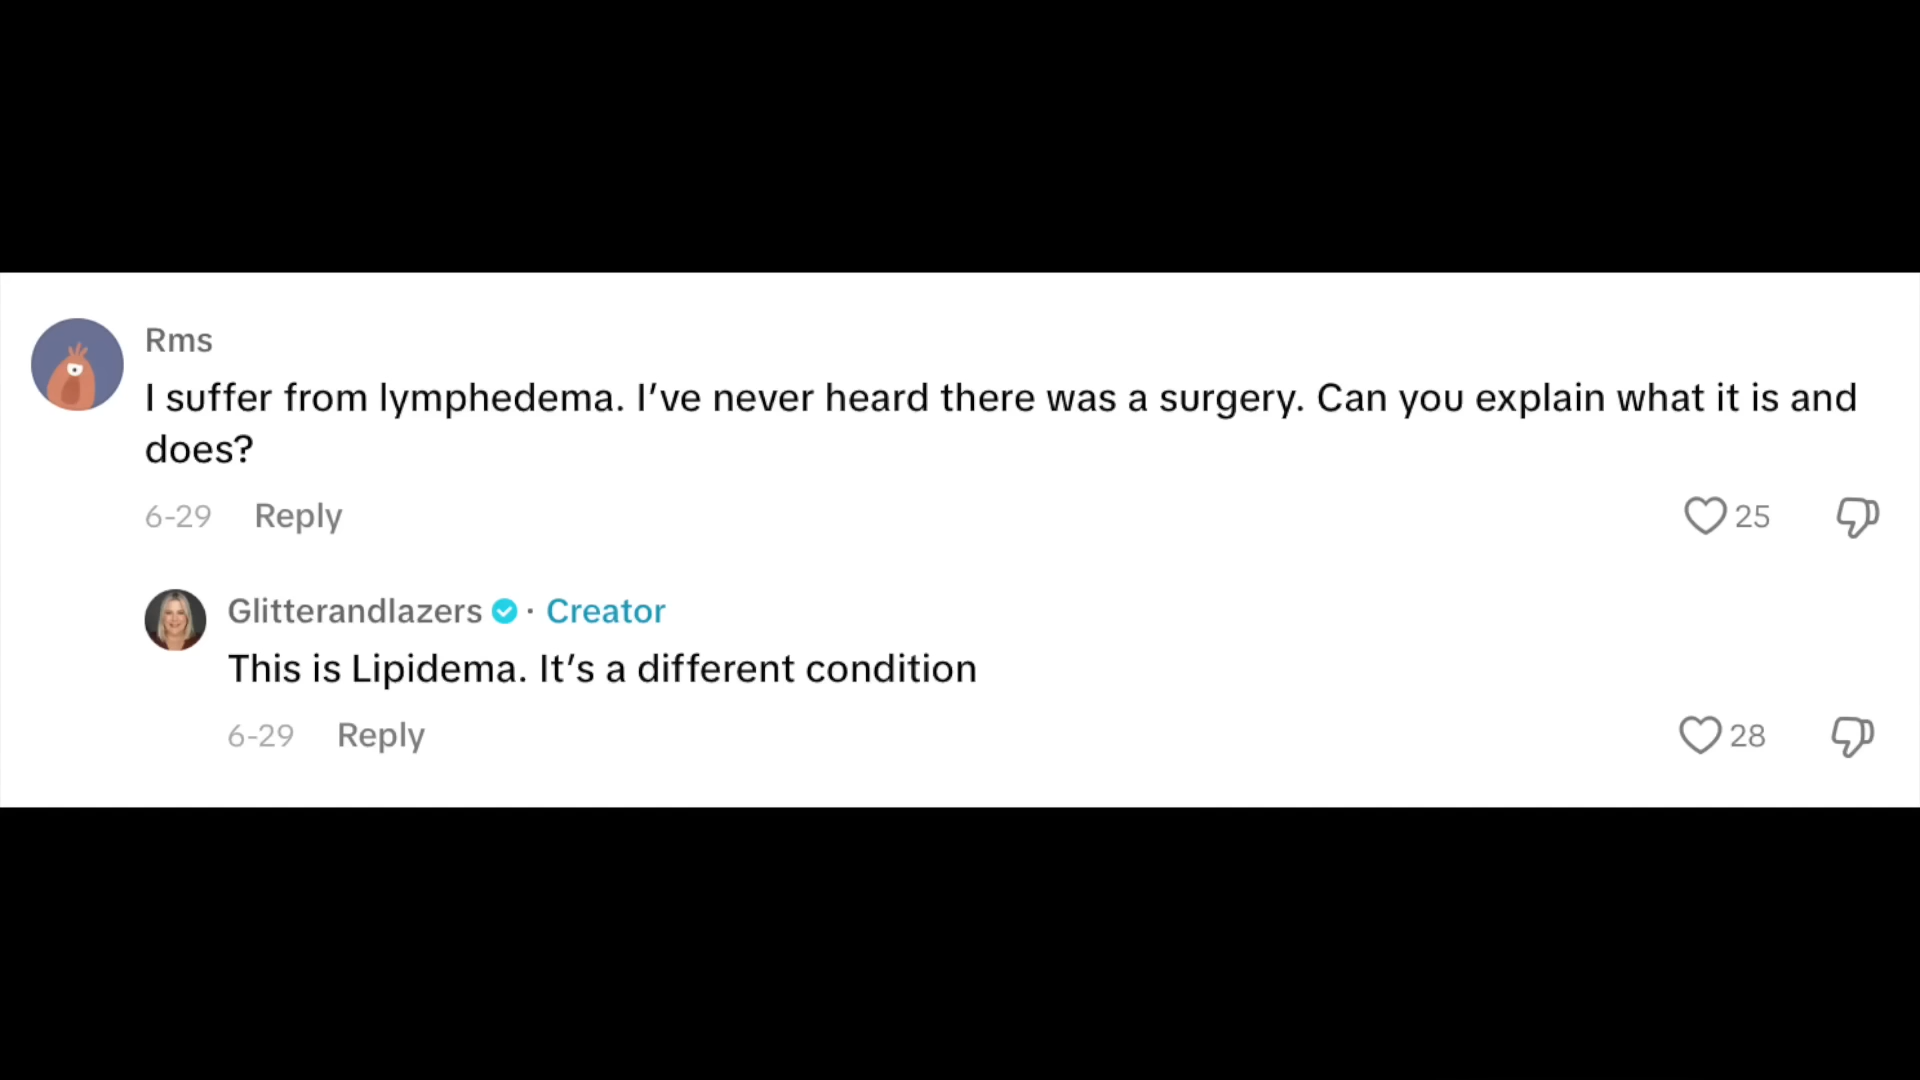 Rms
I suffer from lymphedema. I’ve never heard there was a surgery. Can you explain what it is and
does?
6-29 Reply 25
Glitterandlazers · Creator
This is Lipidema. It’s a different condition
6-29 Reply 28